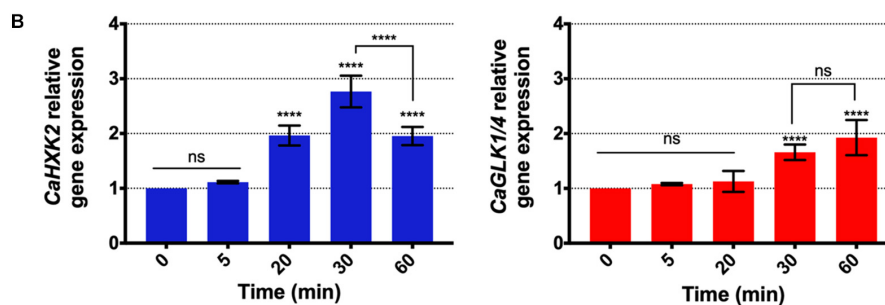 B
CaHXK2 relative
gene expression
4
3
2
1
0
ns
****
****
****
****
0
5
20
30
60
Time (min)
CaGLK1/4 relative
gene expression
4
3
2
1
0
ns
****
ns
****
0
5
20
30
60
Time (min)